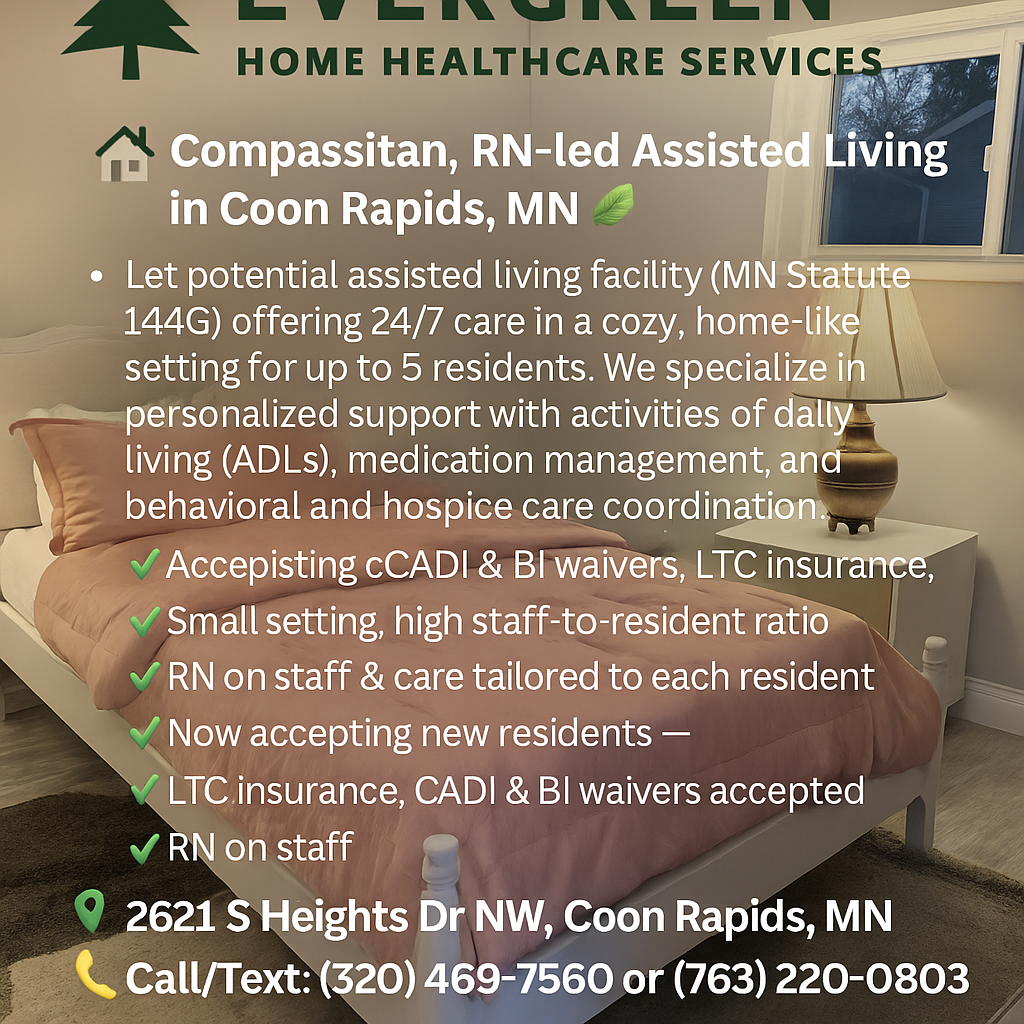 EVERGREEN
HOME HEALTHCARE SERVICES
Compassitan, RN-led Assisted Living
in Coon Rapids, MN
• Let potential assisted living facility (MN Statute
144G) offering 24/7 care in a cozy, home-like
setting for up to 5 residents. We specialize in
personalized support with activities of dally
living (ADLs), medication management, and
behavioral and hospice care coordination..
✓ Accepisting cCADI & BI waivers, LTC insurance,
✓ Small setting, high staff-to-resident ratio
✓ RN on staff & care tailored to each resident
✓ Now accepting new residents —
✓ LTC insurance, CADI & BI waivers accepted
✓ RN on staff
2621 S Heights Dr NW, Coon Rapids, MN
Call/Text: (320) 469-7560 or (763) 220-0803